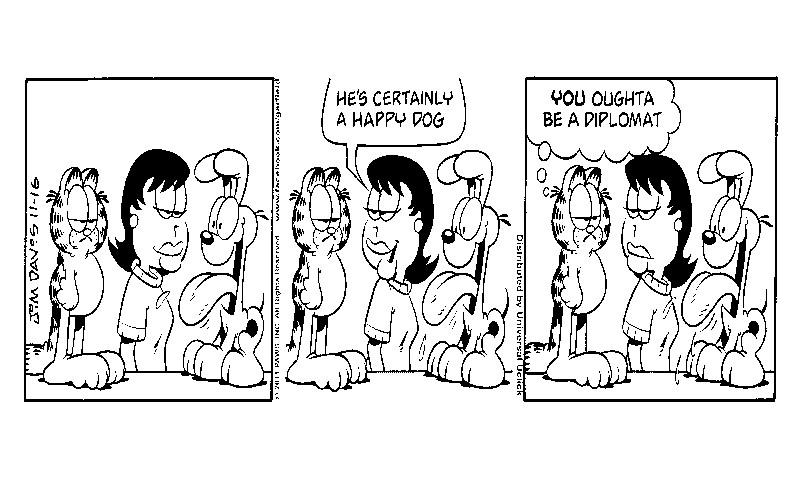 JIM DAVIS 11-16
HE'S CERTAINLY
A HAPPY DOG
YOU OUGHTA
BE A DIPLOMAT
Distributed by Universal Uclick